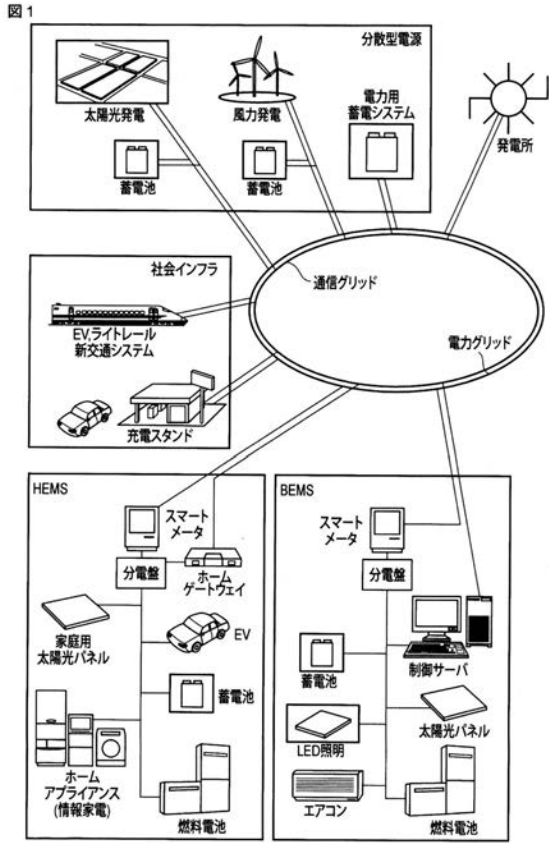 図1
分散型電源
太陽光発電
風力発電
電力用
蓄電システム
発電所
蓄電池
蓄電池
社会インフラ
通信グリッド
EV,ライトレール
新交通システム
電力グリッド
充電スタンド
HEMS
スマート
メータ
分電盤
ホーム
ゲートウェイ
家庭用
太陽光パネル
EV
蓄電池
ホーム
アプライアンス
(情報家電)
燃料電池
BEMS
スマート
メータ
分電盤
制御サーバ
蓄電池
太陽光パネル
LED照明
エアコン
燃料電池